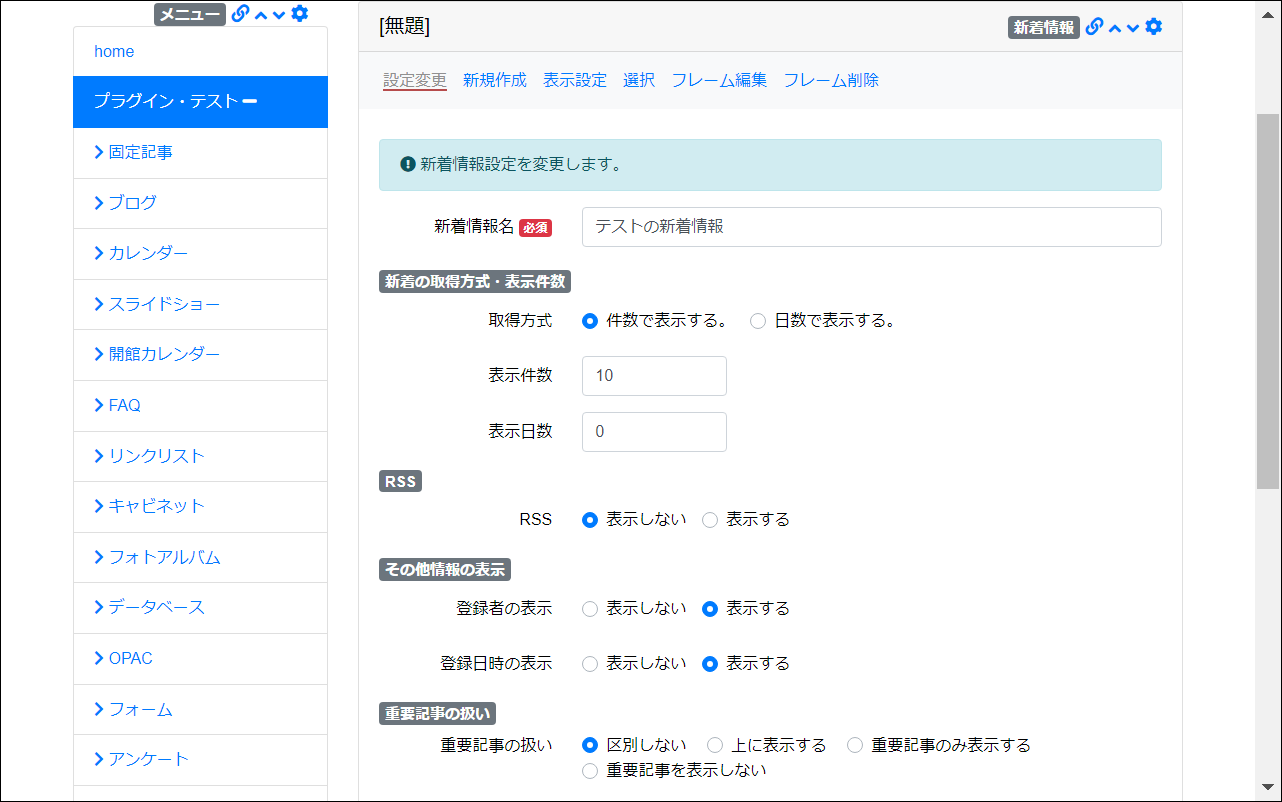 メニュー
home
プラグイン・テスト
固定記事
ブログ
カレンダー
スライドショー
開館カレンダー
FAQ
リンクリスト
キャビネット
フォトアルバム
データベース
OPAC
フォーム
アンケート
[無題]
新着情報
設定変更 新規作成 表示設定 選択 フレーム編集 フレーム削除
新着情報設定を変更します。
新着情報名 必須 テストの新着情報
新着の取得方式・表示件数
取得方式 件数で表示する。 日数で表示する。
表示件数 10
表示日数 0
RSS
RSS 表示しない 表示する
その他情報の表示
登録者の表示 表示しない 表示する
登録日時の表示 表示しない 表示する
重要記事の扱い
重要記事の扱い 区別しない 上に表示する 重要記事のみ表示する
重要記事を表示しない